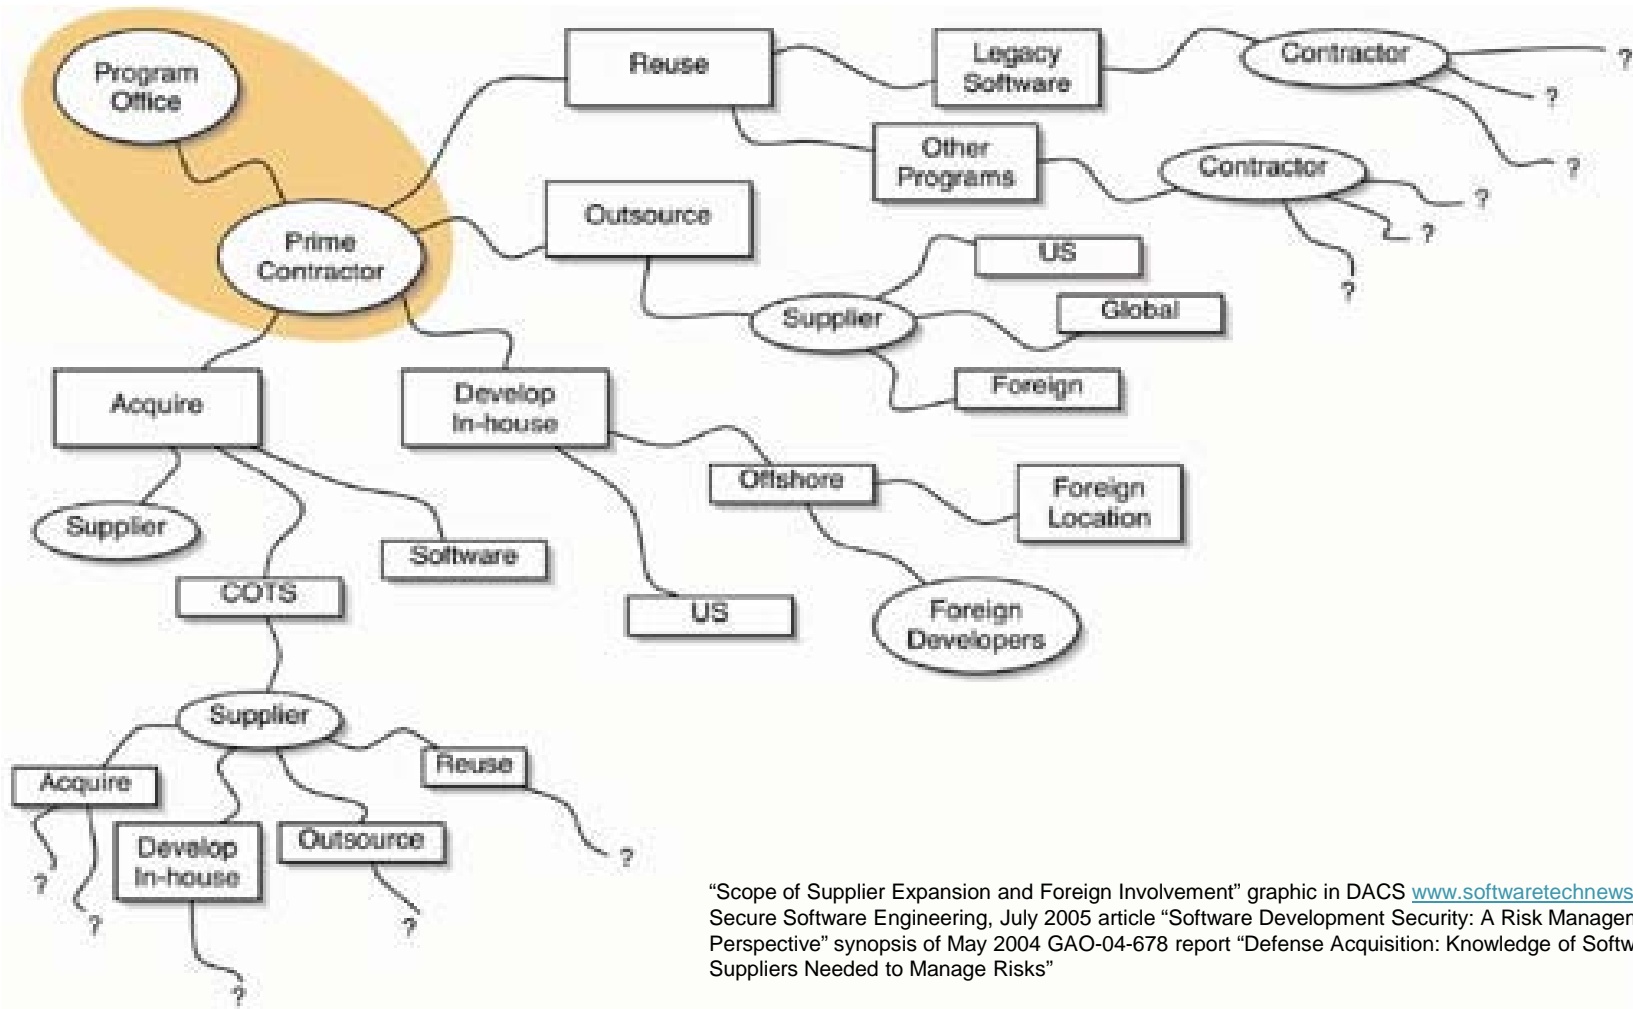 Program
Office
Prime
Contractor
Reuse
Legacy
Software
Contractor
?
?
?
Other
Programs
Contractor
?
?
?
Outsource
Supplier
US
Global
Foreign
Acquire
Develop
In-house
Offshore
Foreign
Location
Foreign
Developers
US
Supplier
Software
COTS
Supplier
Acquire
?
?
Develop
In-house
?
Outsource
?
Reuse
?
“Scope of Supplier Expansion and Foreign Involvement” graphic in DACS www.softwaretechnews
Secure Software Engineering, July 2005 article “Software Development Security: A Risk Managem
Perspective” synopsis of May 2004 GAO-04-678 report “Defense Acquisition: Knowledge of Softw
Suppliers Needed to Manage Risks”